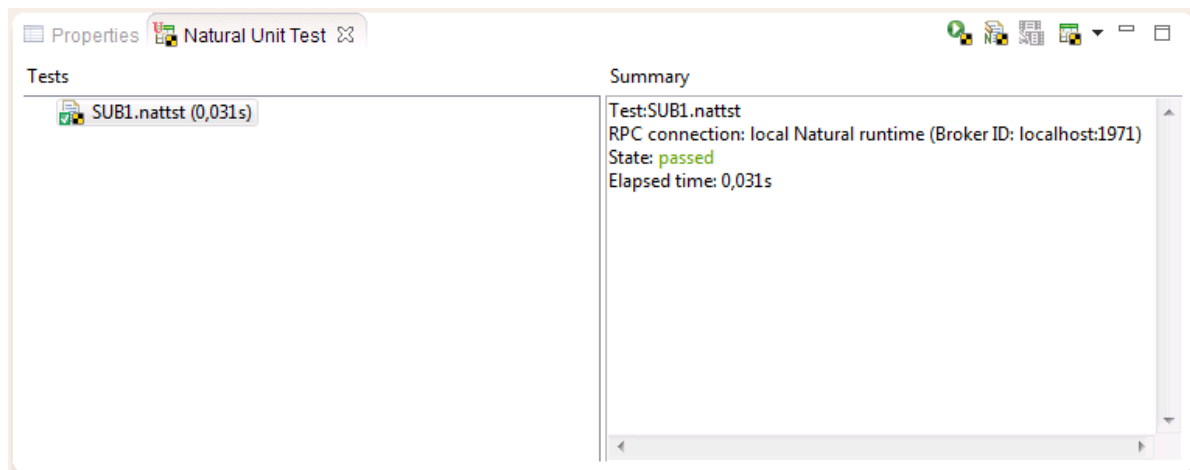 Properties Natural Unit Test
Tests
SUB1.nattst (0,031s)
Summary
Test:SUB1.nattst
RPC connection: local Natural runtime (Broker ID: localhost:1971)
State: passed
Elapsed time: 0,031s